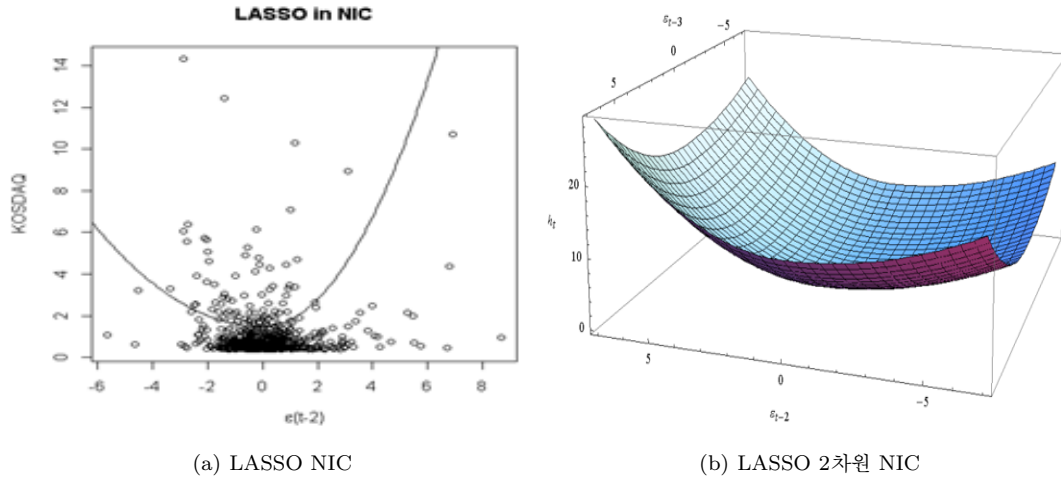 LASSO in NIC
KOSDAQ
14
12
10
8
6
4
2
0
-6 -4 -2 0 2 4 6 8
e(t-2)
(a) LASSO NIC
ε_{t-3}
-5
0
5
20
h_t
10
0
5 0 -5
ε_{t-2}
(b) LASSO 2차원 NIC